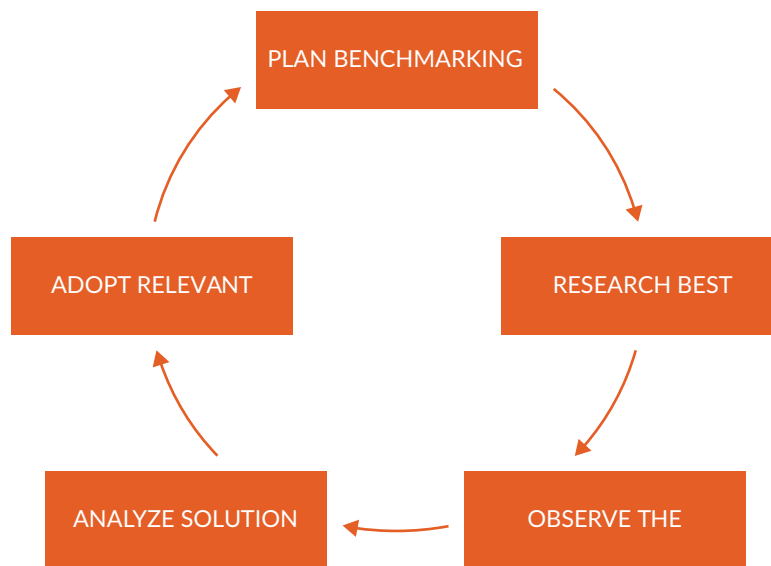 PLAN BENCHMARKING
RESEARCH BEST
OBSERVE THE
ANALYZE SOLUTION
ADOPT RELEVANT